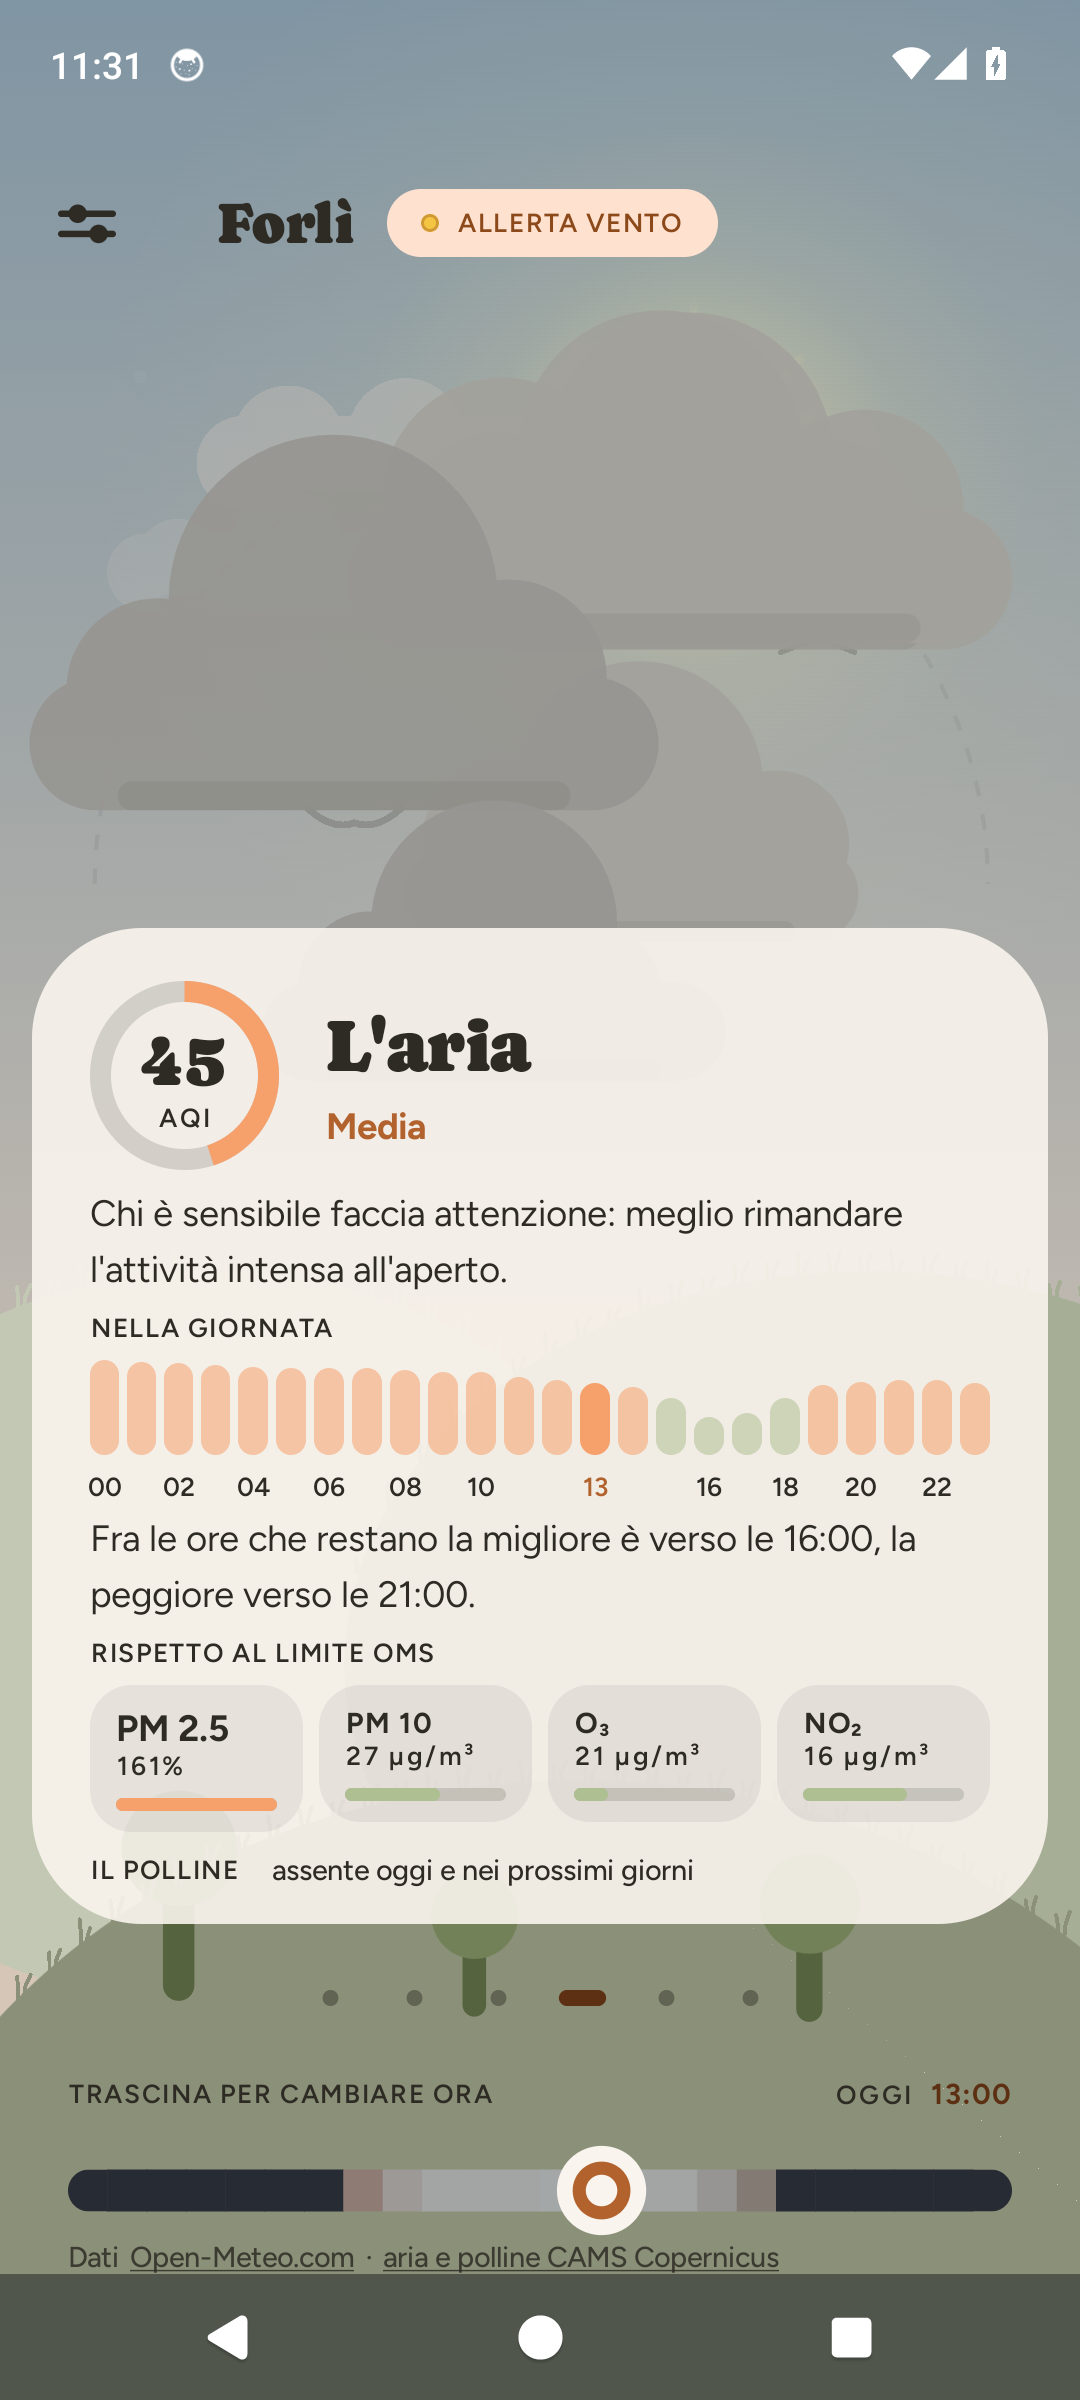 11:31
Forlì
ALLERTA VENTO
45
AQI
L'aria
Media
Chi è sensibile faccia attenzione: meglio rimandare
l'attività intensa all'aperto.
NELLA GIORNATA
00 02 04 06 08 10 13 16 18 20 22
Fra le ore che restano la migliore è verso le 16:00, la
peggiore verso le 21:00.
RISPETTO AL LIMITE OMS
PM 2.5
161%
PM 10
27 µg/m³
O₃
21 µg/m³
NO₂
16 µg/m³
IL POLLINE assente oggi e nei prossimi giorni
TRASCINA PER CAMBIARE ORA
OGGI 13:00
Dati Open-Meteo.com · aria e polline CAMS Copernicus